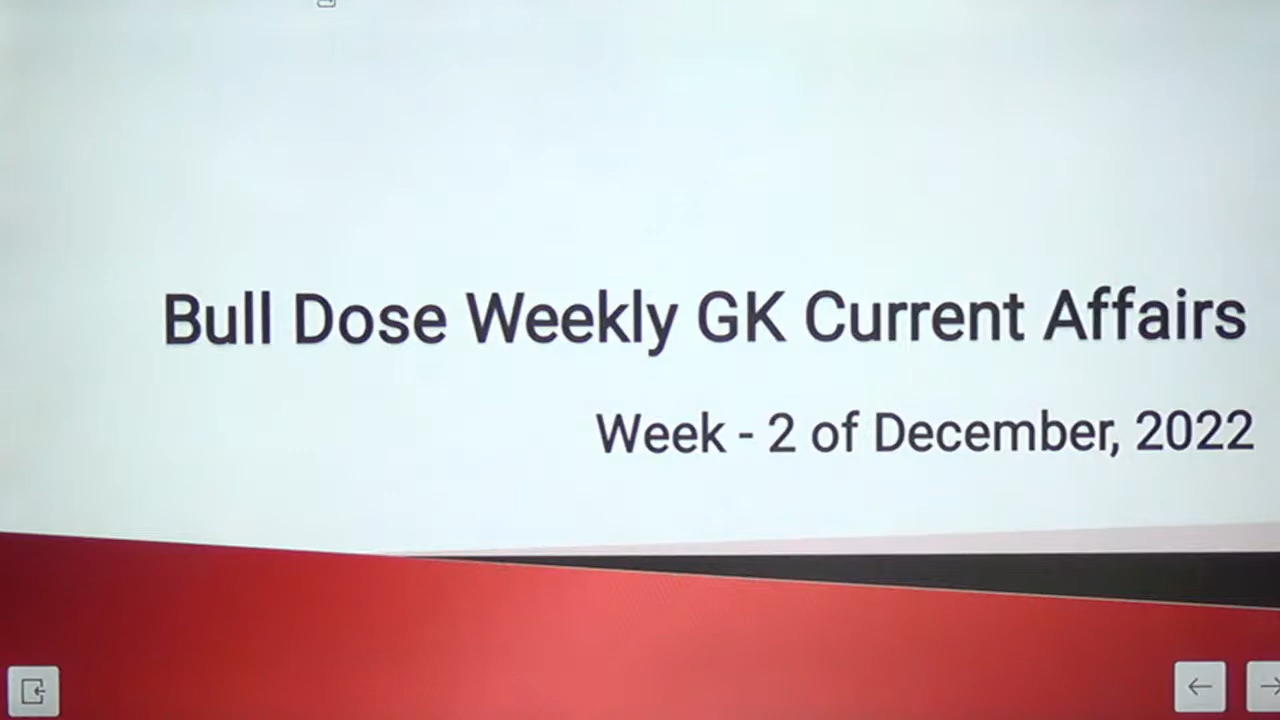 Bull Dose Weekly GK Current Affairs
Week - 2 of December, 2022